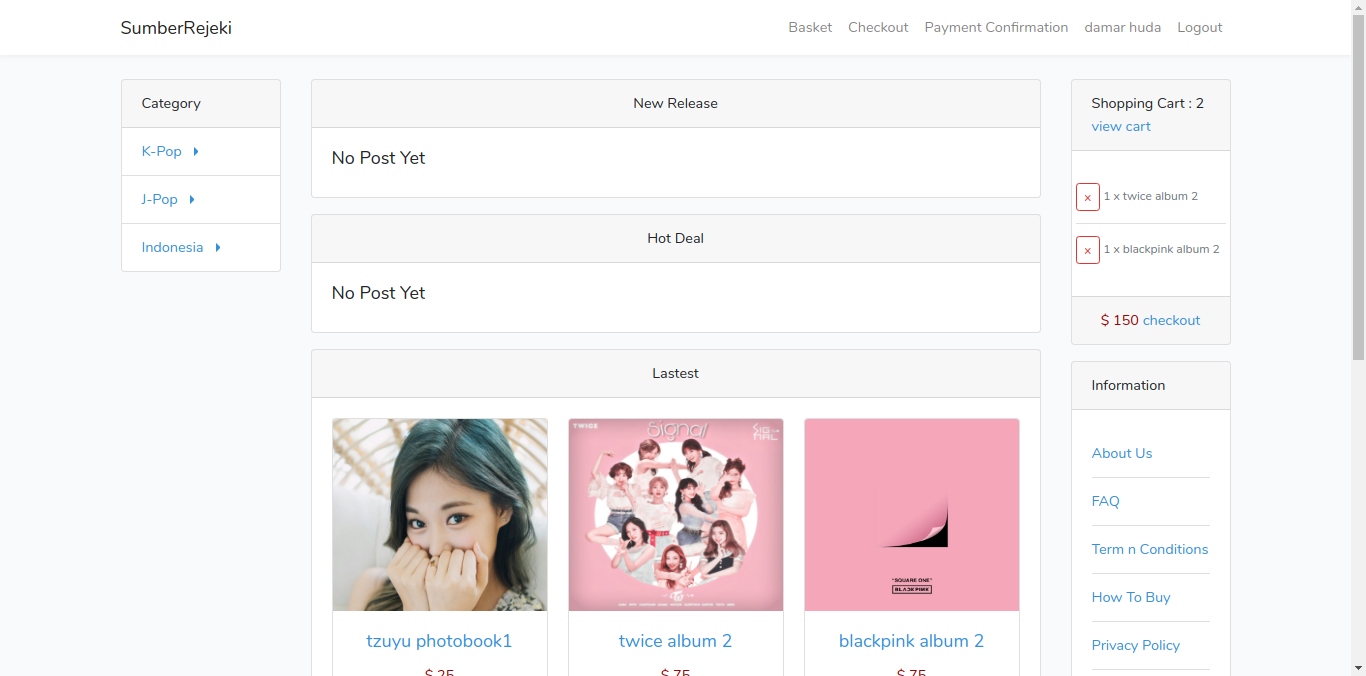 SumberRejeki
Basket Checkout Payment Confirmation damar huda Logout
Category
K-Pop
J-Pop
Indonesia
New Release
No Post Yet
Hot Deal
No Post Yet
Lastest
TWICE
Signal
SIGNAL
"SQUARE ONE"
BLACKPINK
tzuyu photobook1
twice album 2
blackpink album 2
$ 25
$ 75
$ 75
Shopping Cart : 2
view cart
x 1 x twice album 2
x 1 x blackpink album 2
$ 150 checkout
Information
About Us
FAQ
Term n Conditions
How To Buy
Privacy Policy